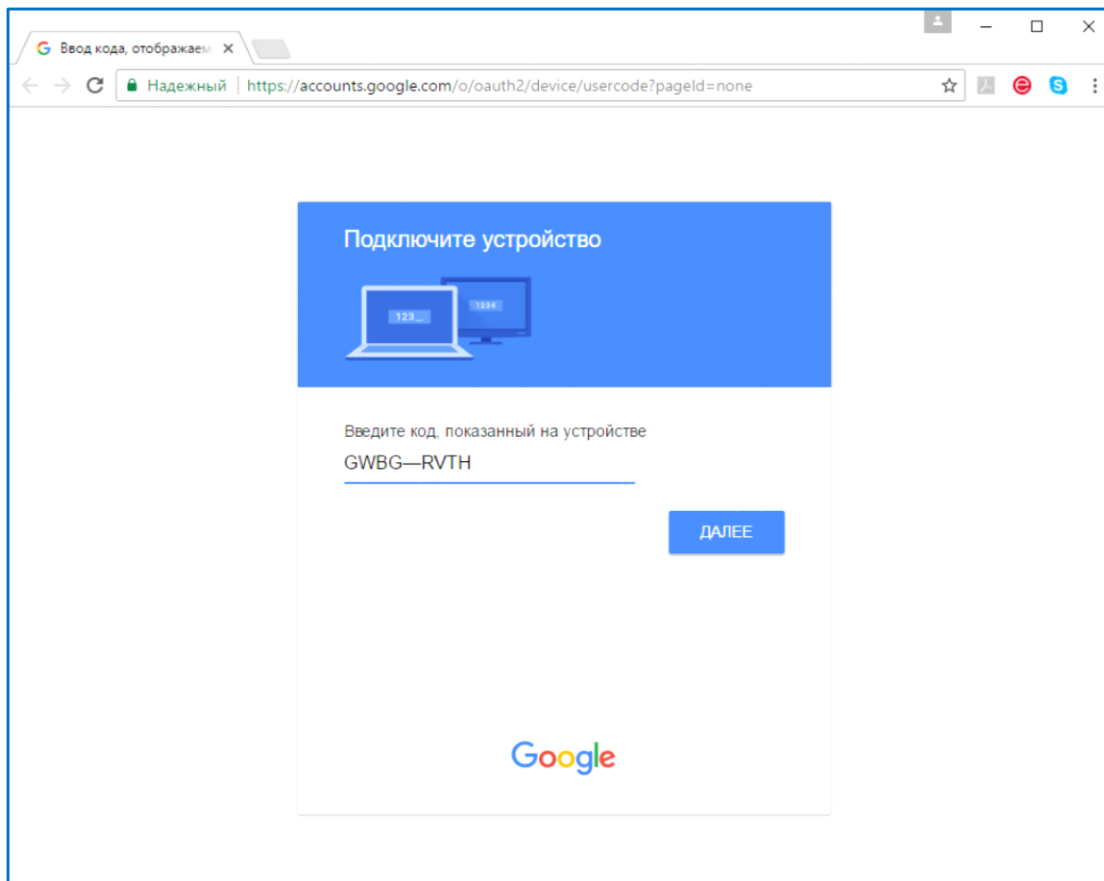 Ввод кода, отображаем
Надежный https://accounts.google.com/o/oauth2/device/usercode?pageId=none
Подключите устройство
123_
1234
Введите код, показанный на устройстве
GWBG—RVTH
ДАЛЕЕ
Google